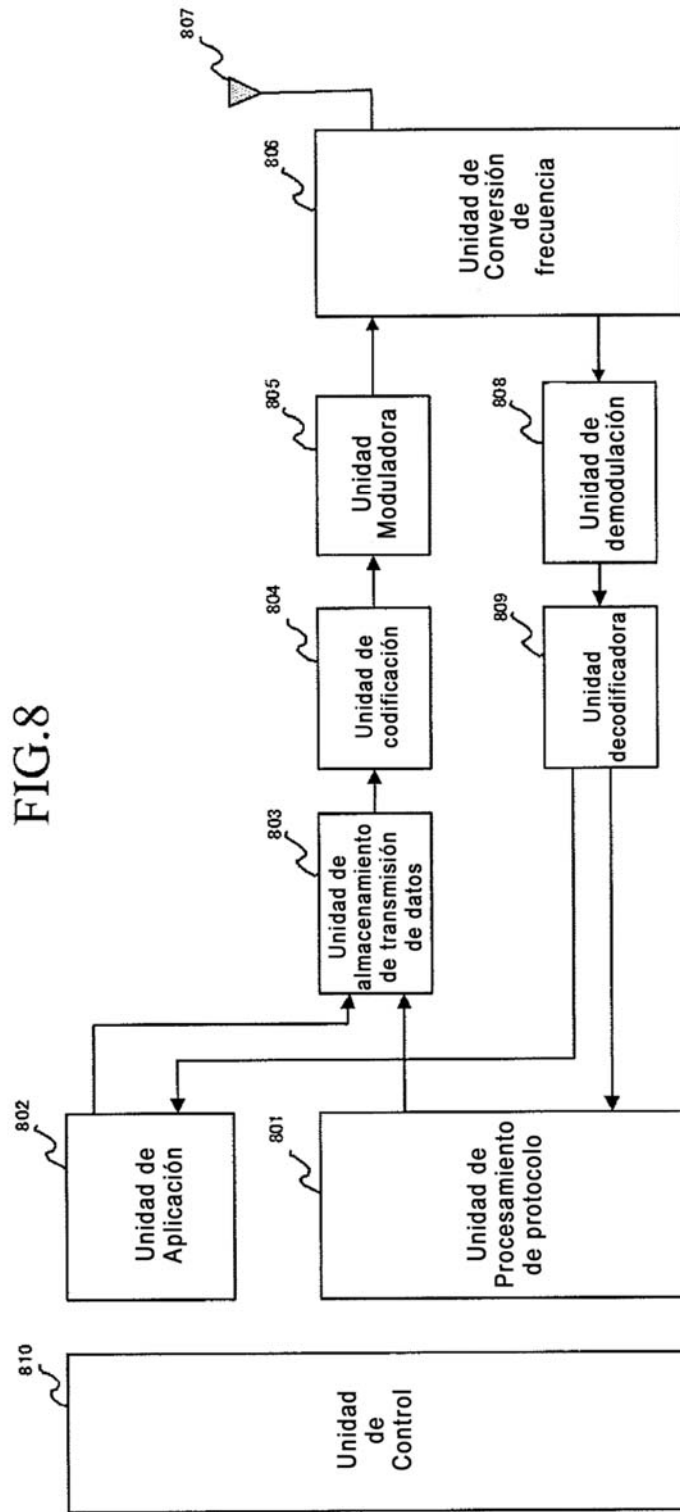 FIG.8
810
Unidad
de
Control
802
Unidad de
Aplicación
801
Unidad de
Procesamiento
de protocolo
803
Unidad de
almacenamiento
de transmisión
de datos
804
Unidad de
codificación
805
Unidad
Moduladora
806
Unidad de
Conversión
de
frecuencia
807
808
Unidad de
demodulación
809
Unidad
decodificadora